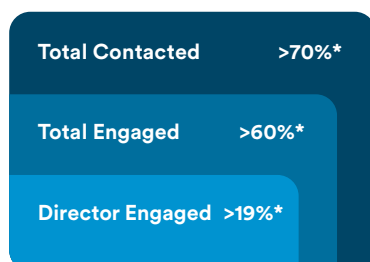 Total Contacted >70%*
Total Engaged >60%*
Director Engaged >19%*